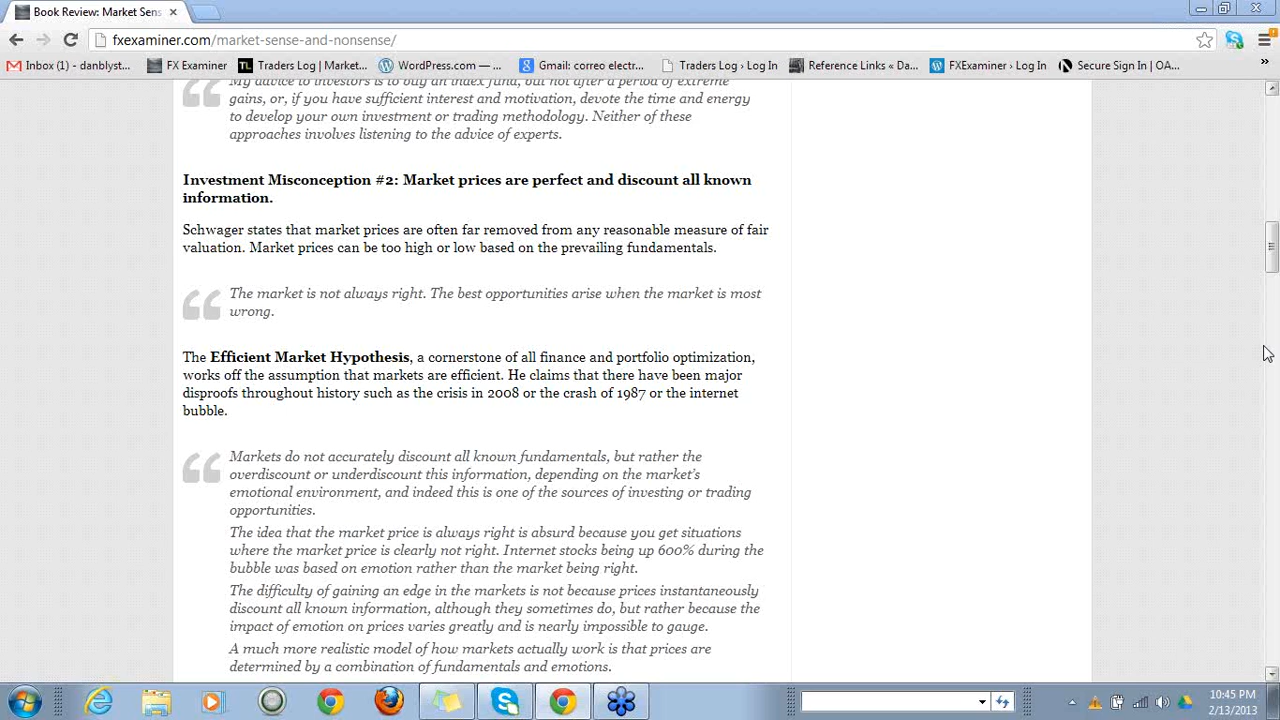 Book Review: Market Sens
fxexaminer.com/market-sense-and-nonsense/
Inbox (1) - danblyst...
FX Examiner
Traders Log | Market...
WordPress.com — ...
Gmail: correo electr...
Traders Log › Log In
Reference Links « Da...
FXExaminer › Log In
Secure Sign In | OA...
My advice to investors is to buy an index fund, but not after a period of extreme
gains, or, if you have sufficient interest and motivation, devote the time and energy
to develop your own investment or trading methodology. Neither of these
approaches involves listening to the advice of experts.
Investment Misconception #2: Market prices are perfect and discount all known
information.
Schwager states that market prices are often far removed from any reasonable measure of fair
valuation. Market prices can be too high or low based on the prevailing fundamentals.
The market is not always right. The best opportunities arise when the market is most
wrong.
The Efficient Market Hypothesis, a cornerstone of all finance and portfolio optimization,
works off the assumption that markets are efficient. He claims that there have been major
disproofs throughout history such as the crisis in 2008 or the crash of 1987 or the internet
bubble.
Markets do not accurately discount all known fundamentals, but rather the
overdiscount or underdiscount this information, depending on the market's
emotional environment, and indeed this is one of the sources of investing or trading
opportunities.
The idea that the market price is always right is absurd because you get situations
where the market price is clearly not right. Internet stocks being up 600% during the
bubble was based on emotion rather than the market being right.
The difficulty of gaining an edge in the markets is not because prices instantaneously
discount all known information, although they sometimes do, but rather because the
impact of emotion on prices varies greatly and is nearly impossible to gauge.
A much more realistic model of how markets actually work is that prices are
determined by a combination of fundamentals and emotions.
10:45 PM
2/13/2013